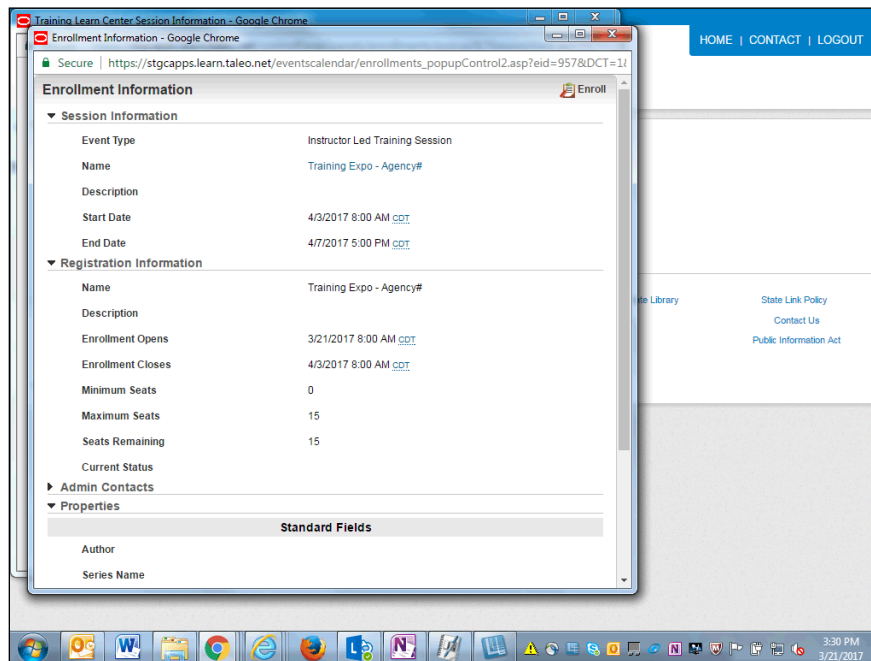 Training Learn Center Session Information - Google Chrome
Enrollment Information - Google Chrome
HOME | CONTACT | LOGOUT
Secure | https://stgcapps.learn.taleo.net/eventscalendar/enrollments_popupControl2.asp?eid=957&DCT=1
Enrollment Information
Enroll
Session Information
Event Type Instructor Led Training Session
Name Training Expo - Agency#
Description
Start Date 4/3/2017 8:00 AM CDT
End Date 4/7/2017 5:00 PM CDT
Registration Information
Name Training Expo - Agency#
Description
Enrollment Opens 3/21/2017 8:00 AM CDT
Enrollment Closes 4/3/2017 8:00 AM CDT
Minimum Seats 0
Maximum Seats 15
Seats Remaining 15
Current Status
Admin Contacts
Properties
Standard Fields
Author
Series Name
Library State Link Policy
Contact Us
Public Information Act
3:30 PM
3/21/2017